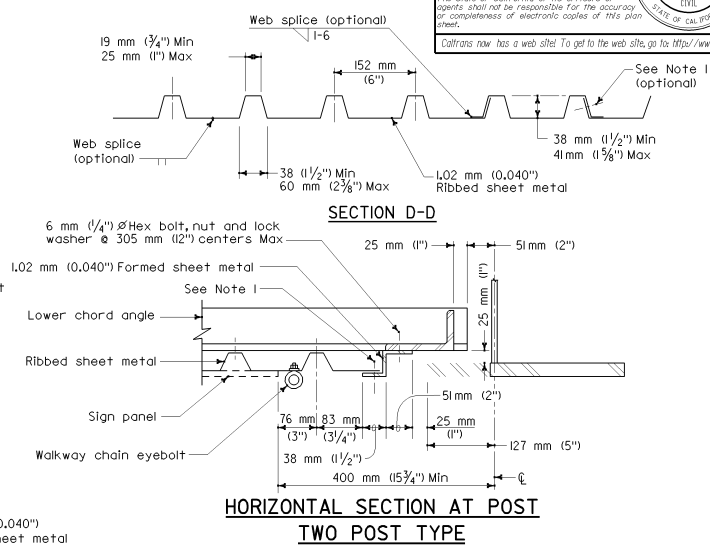 agents shall not be responsible for the accuracy
or completeness of electronic copies of this plan
sheet.
CIVIL
STATE OF CALIFOR
Caltrans now has a web site! To get to the web site, go to: http://ww
Web splice (optional)
1-6
19 mm (3/4") Min
25 mm (1") Max
152 mm
(6")
See Note 1
(optional)
Web splice
(optional)
38 (1 1/2") Min
60 mm (2 3/8") Max
1.02 mm (0.040")
Ribbed sheet metal
38 mm (1 1/2") Min
41 mm (1 5/8") Max
SECTION D-D
6 mm (1/4") Ø Hex bolt, nut and lock
washer @ 305 mm (12") centers Max
25 mm (1")
51 mm (2")
1.02 mm (0.040") Formed sheet metal
See Note 1
25 mm (1")
Lower chord angle
Ribbed sheet metal
Sign panel
Walkway chain eyebolt
76 mm
(3")
83 mm
(3 1/4")
38 mm (1 1/2")
51 mm (2")
25 mm
(1")
127 mm (5")
400 mm (15 3/4") Min
℄
HORIZONTAL SECTION AT POST
TWO POST TYPE
0.040")
heet metal